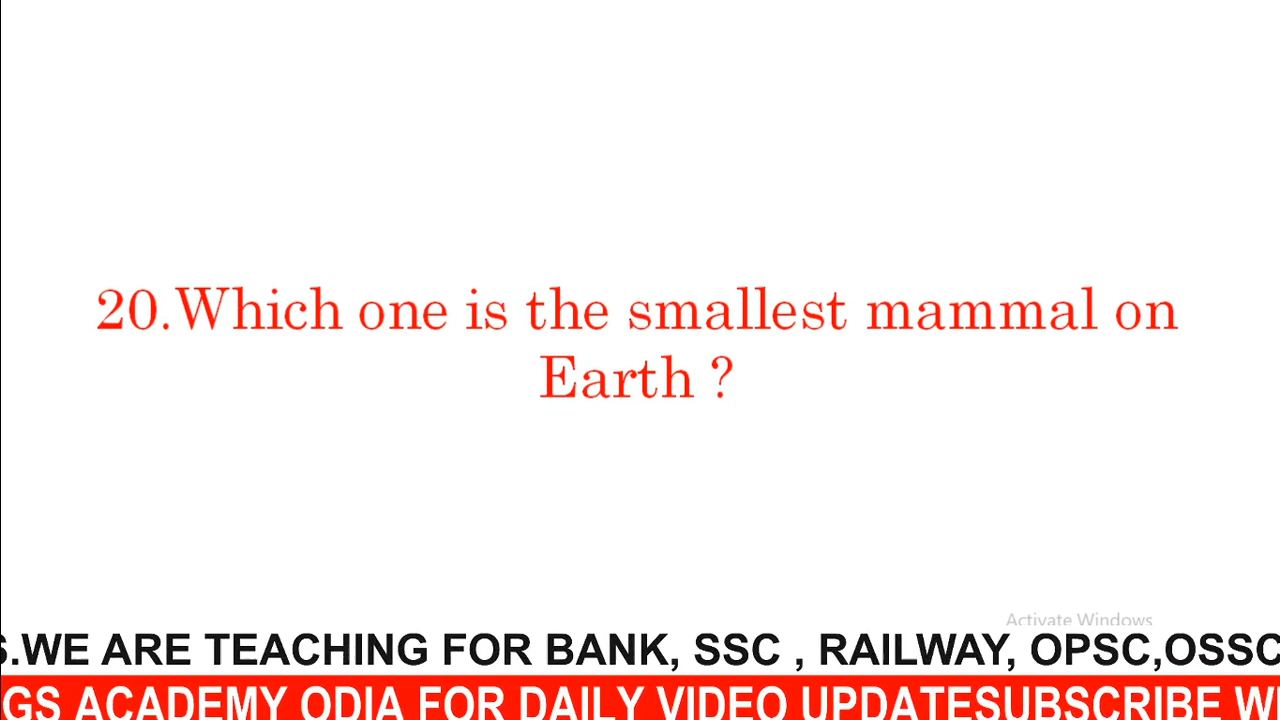 20.Which one is the smallest mammal on
Earth ?
Activate Windows
S.WE ARE TEACHING FOR BANK, SSC , RAILWAY, OPSC,OSSC
GS ACADEMY ODIA FOR DAILY VIDEO UPDATESUBSCRIBE W